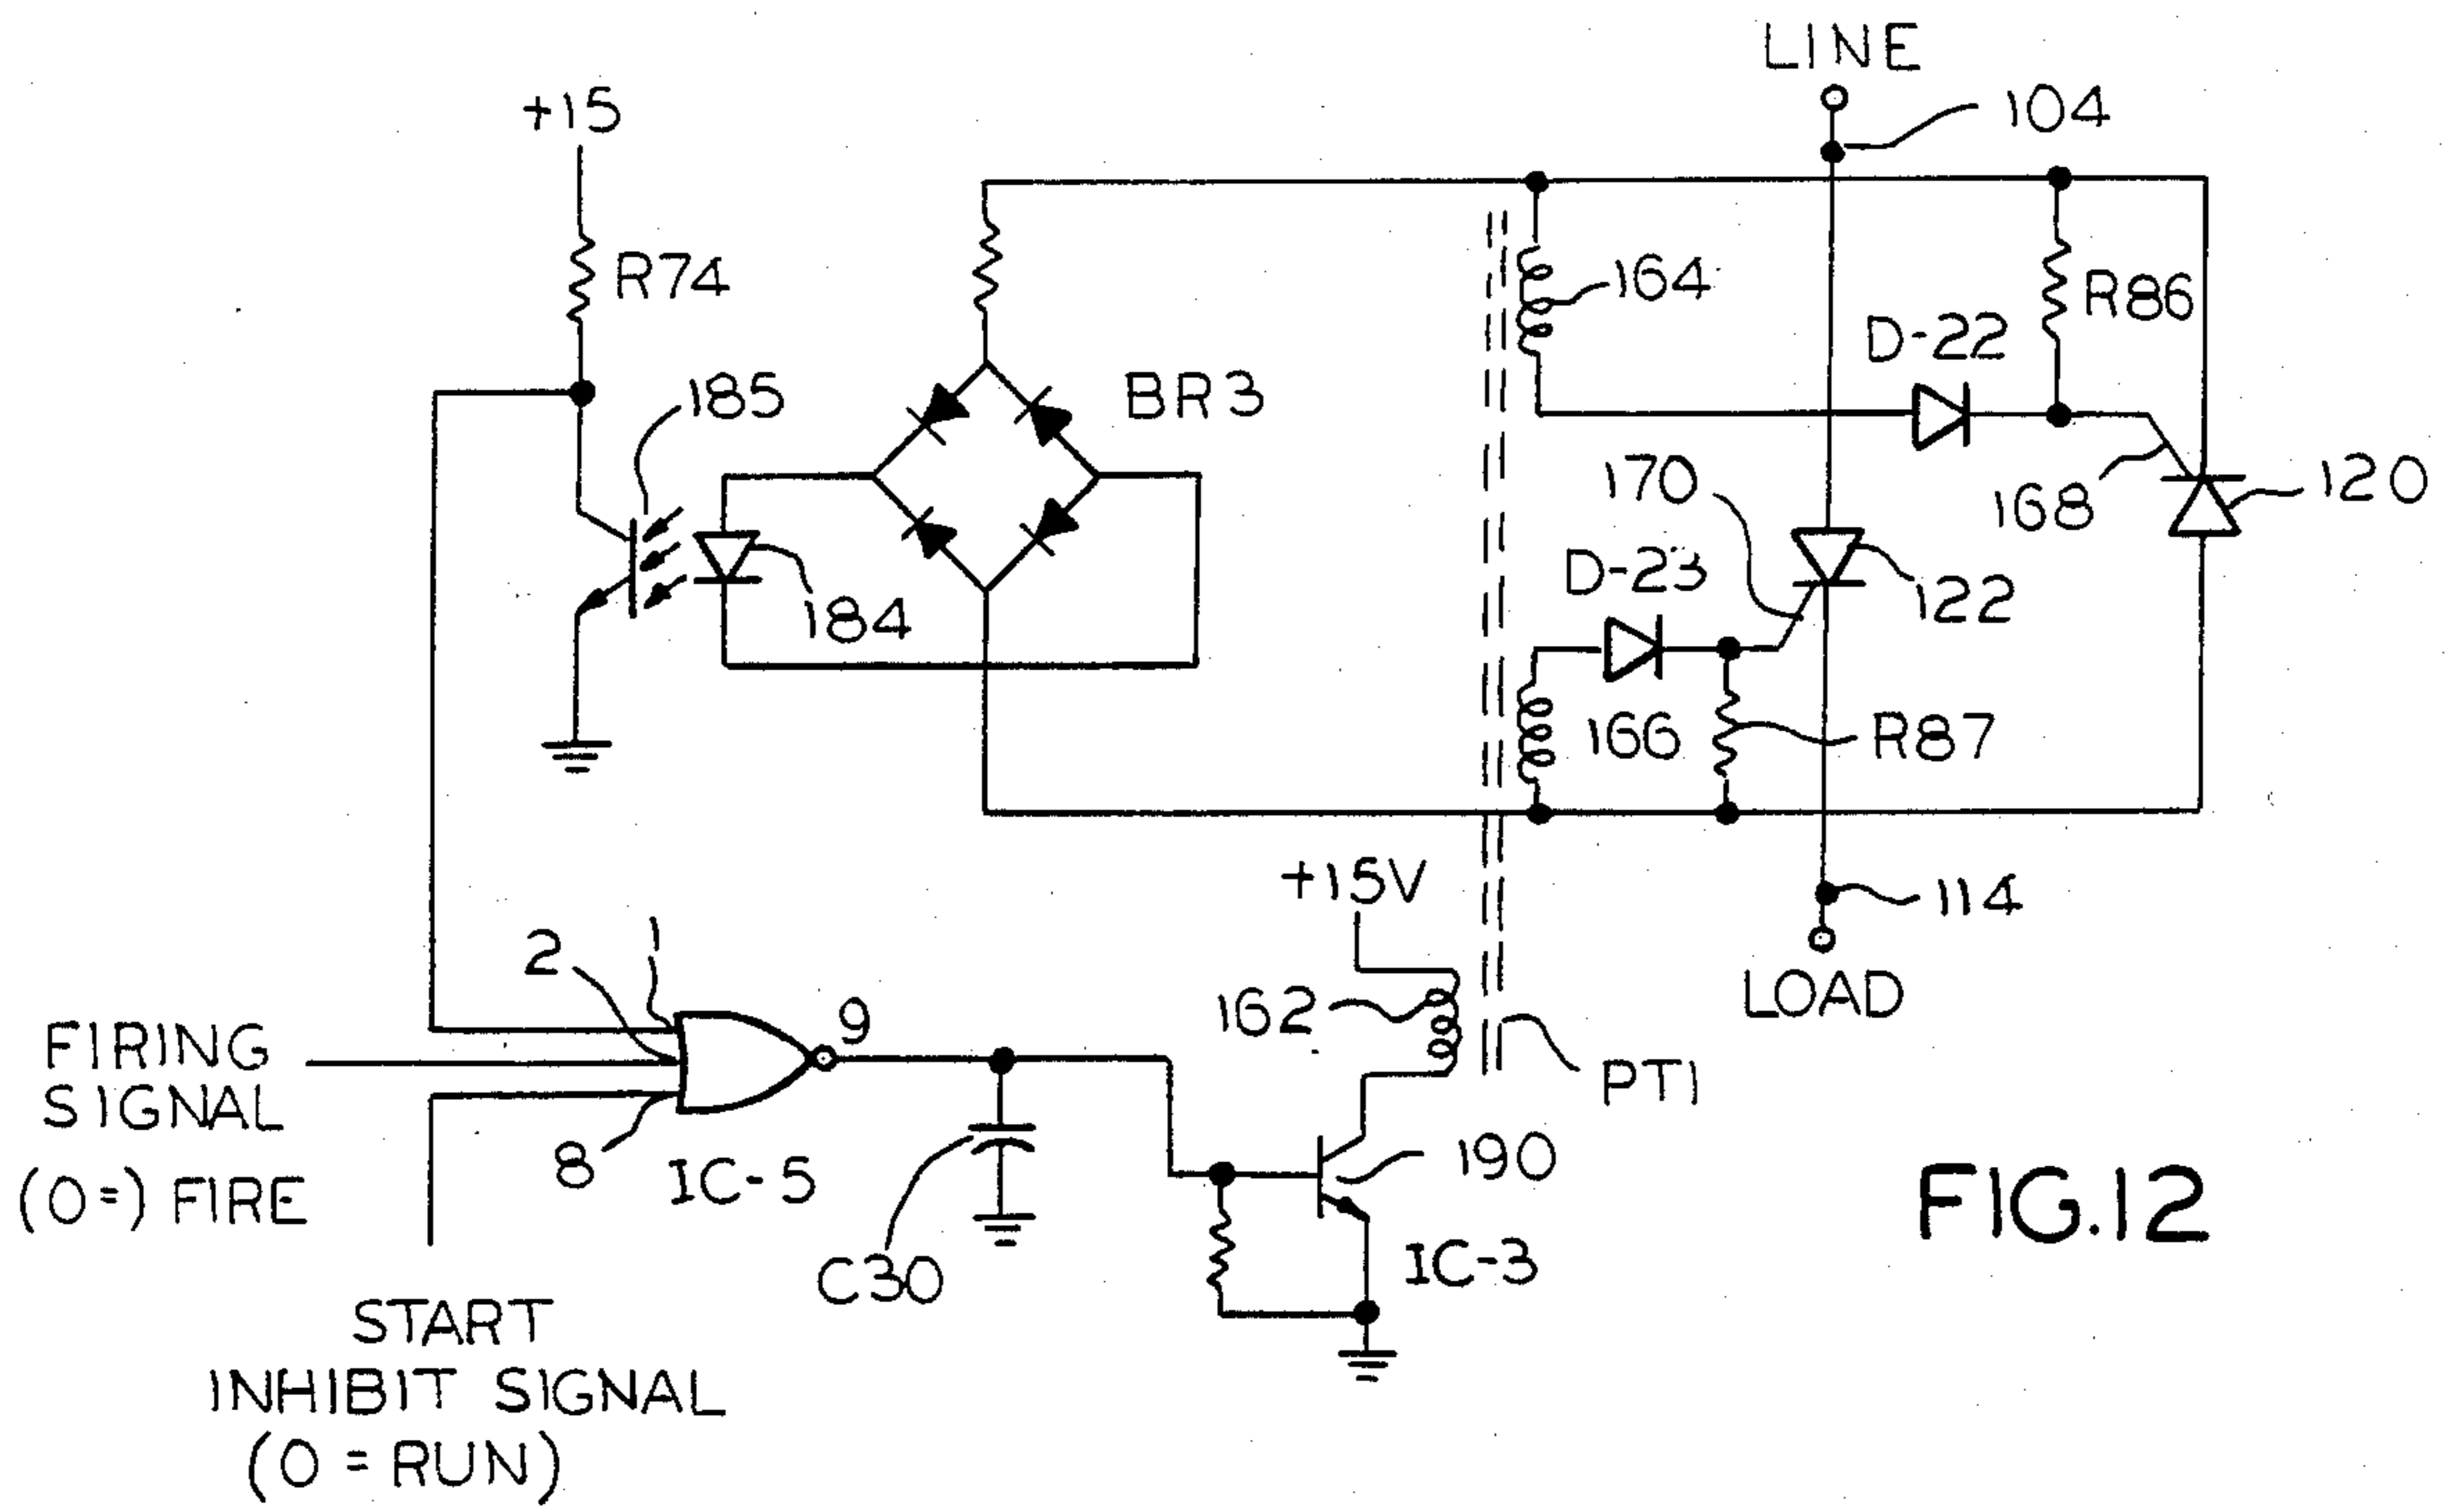 LINE
104
+15
R74
164
R86
D-22
185
BR3
170
168
120
D-23
122
184
166
R87
+15V
114
LOAD
1
2
9
162
FIRING
SIGNAL
(0=) FIRE
PT1
8
IC-5
190
C30
IC-3
FIG.12
START
INHIBIT SIGNAL
(0 = RUN)